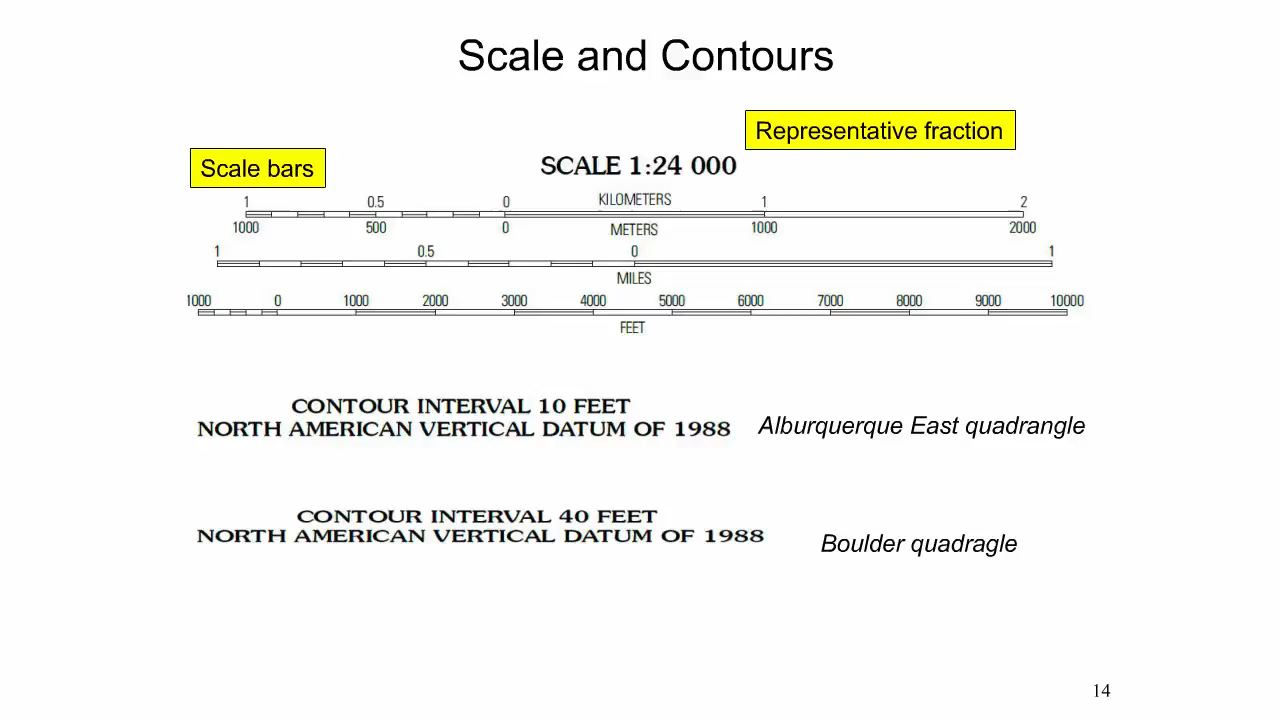 Scale and Contours
Representative fraction
Scale bars
SCALE 1:24 000
1 0.5 0 KILOMETERS 1 2
1000 500 0 METERS 1000 2000
1 0.5 0 1
MILES
1000 0 1000 2000 3000 4000 5000 6000 7000 8000 9000 10000
FEET
CONTOUR INTERVAL 10 FEET
NORTH AMERICAN VERTICAL DATUM OF 1988
Alburquerque East quadrangle
CONTOUR INTERVAL 40 FEET
NORTH AMERICAN VERTICAL DATUM OF 1988
Boulder quadragle
14